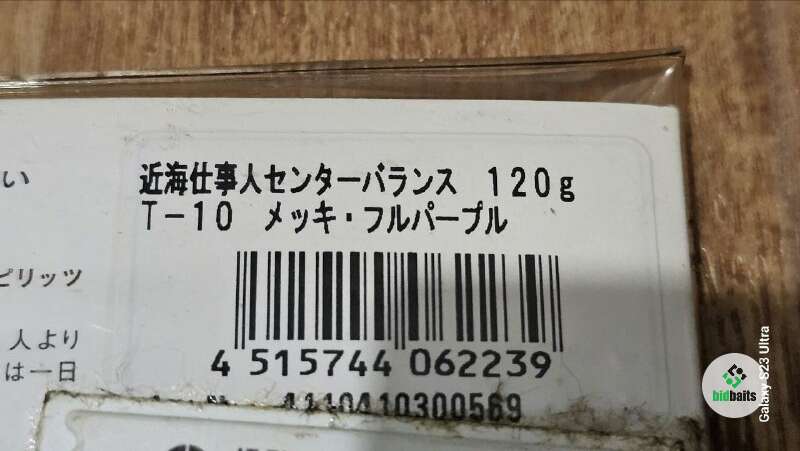 い
ピリッツ
人より
は一日
近海仕事人センターバランス 120g
T-10 メッキ・フルパープル
4 515744 062239
4110410300569
bidbaits
Galaxy S23 Ultra